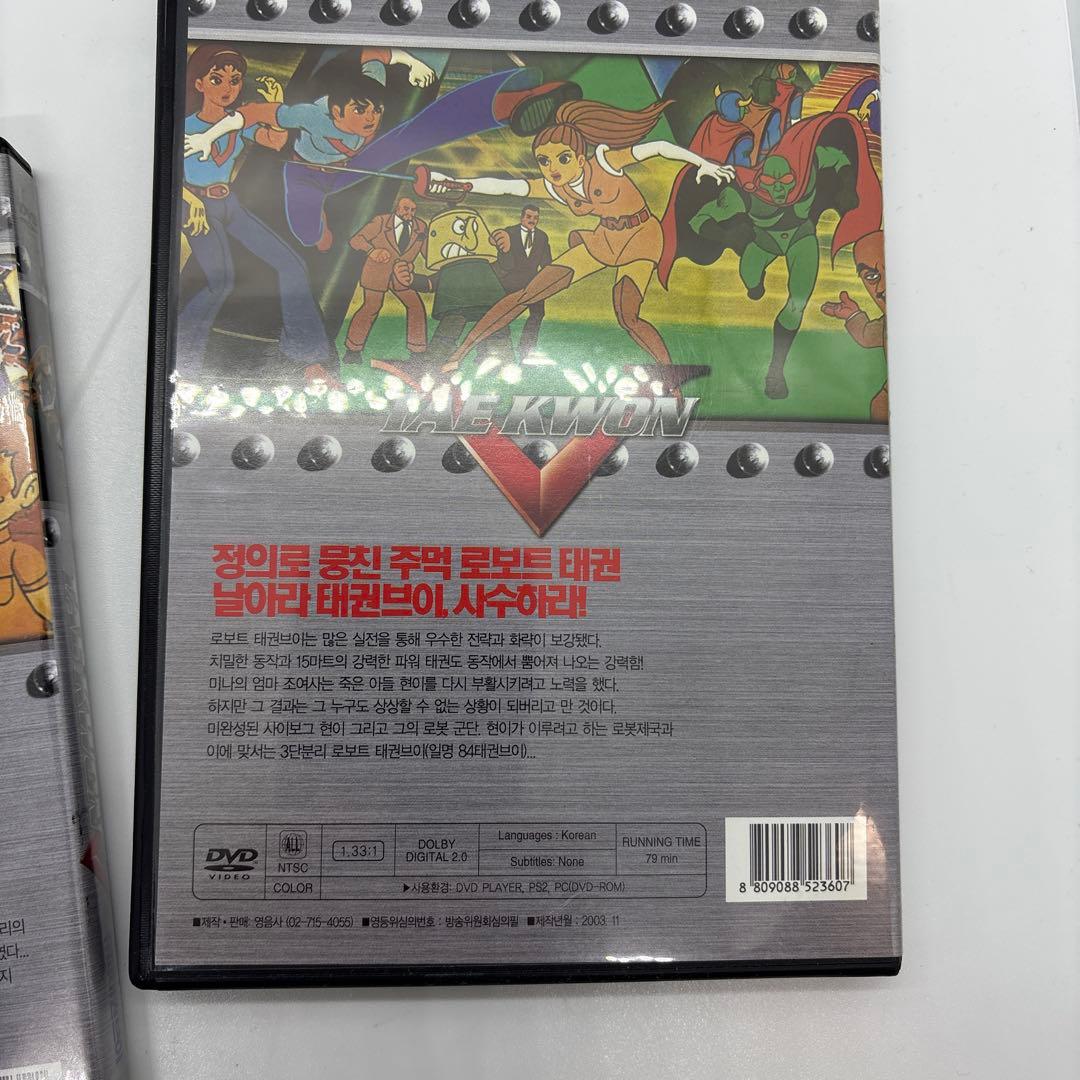 TAE KWON
V
정의로 뭉친 주먹 로보트 태권
날아라 태권브이, 사수하라!
로보트 태권브이는 많은 실전을 통해 우수한 전략과 화력이 보강됐다.
치밀한 동작과 15마트의 강력한 파워 태권도 동작에서 뿜어져 나오는 강력함!
미나의 엄마 조여사는 죽은 아들 현이를 다시 부활시키려고 노력을 했다.
하지만 그 결과는 그 누구도 상상할 수 없는 상황이 되버리고 만 것이다.
미완성된 사이보그 현이 그리고 그의 로봇 군단. 현이가 이루려고 하는 로봇제국과
이에 맞서는 3단분리 로보트 태권브이(일명 84태권브이)...
DVD VIDEO
ALL
NTSC
COLOR
1.33:1
DOLBY
DIGITAL 2.0
Languages : Korean
Subtitles: None
RUNNING TIME
79 min
▶사용환경: DVD PLAYER, PS2, PC(DVD-ROM)
8 809088 523607
■제작•판매: 영음사 (02-715-4055) ■영등위심의번호 : 방송위원회심의필 ■제작년월 : 2003. 11
리의
였다...
지